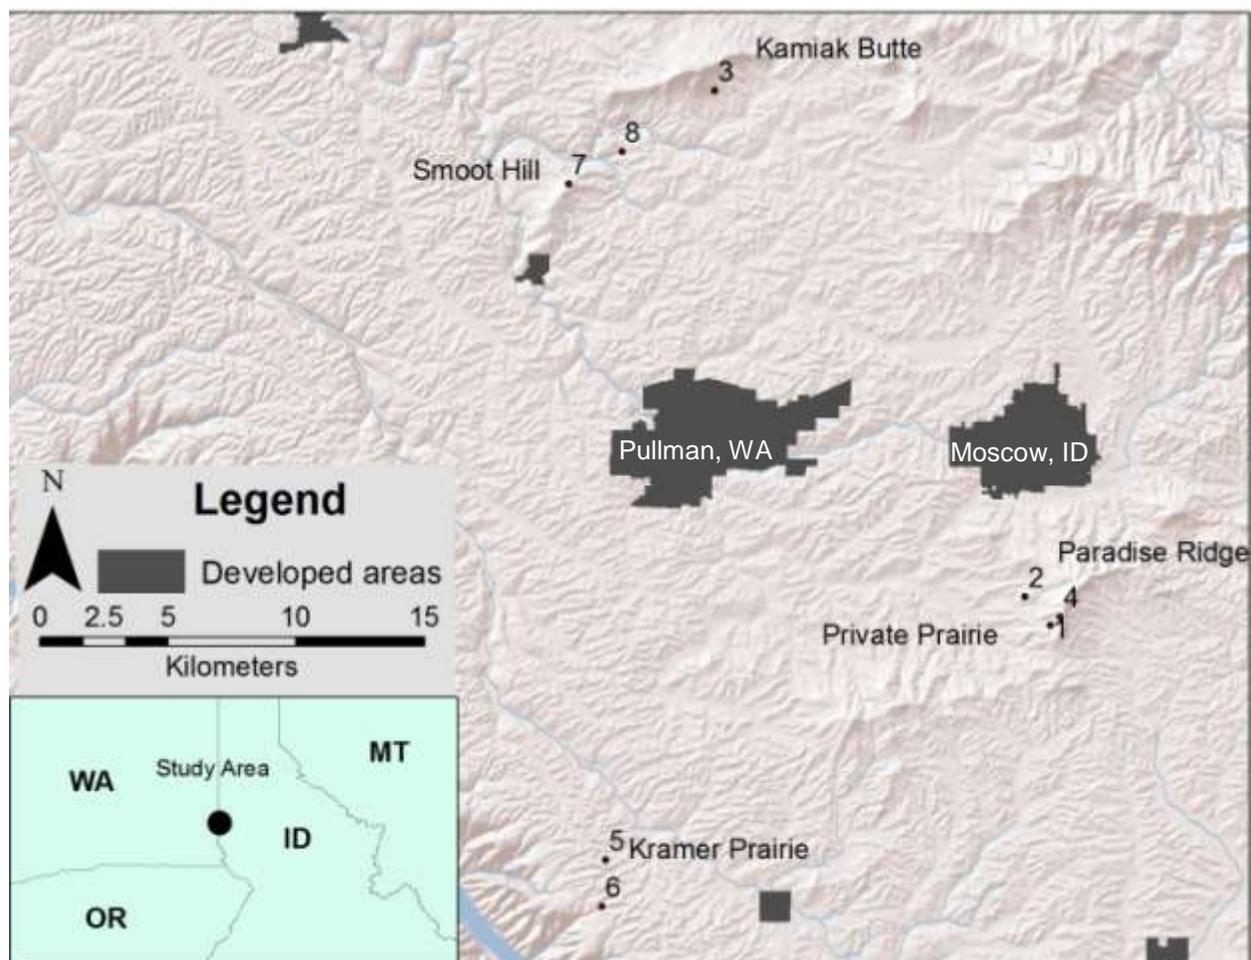 Kamiak Butte
3
8
Smoot Hill
7
Pullman, WA
Moscow, ID
N
Legend
Developed areas
0 2.5 5 10 15
Kilometers
Paradise Ridge
2
4
Private Prairie
1
WA
Study Area
MT
ID
OR
5
Kramer Prairie
6